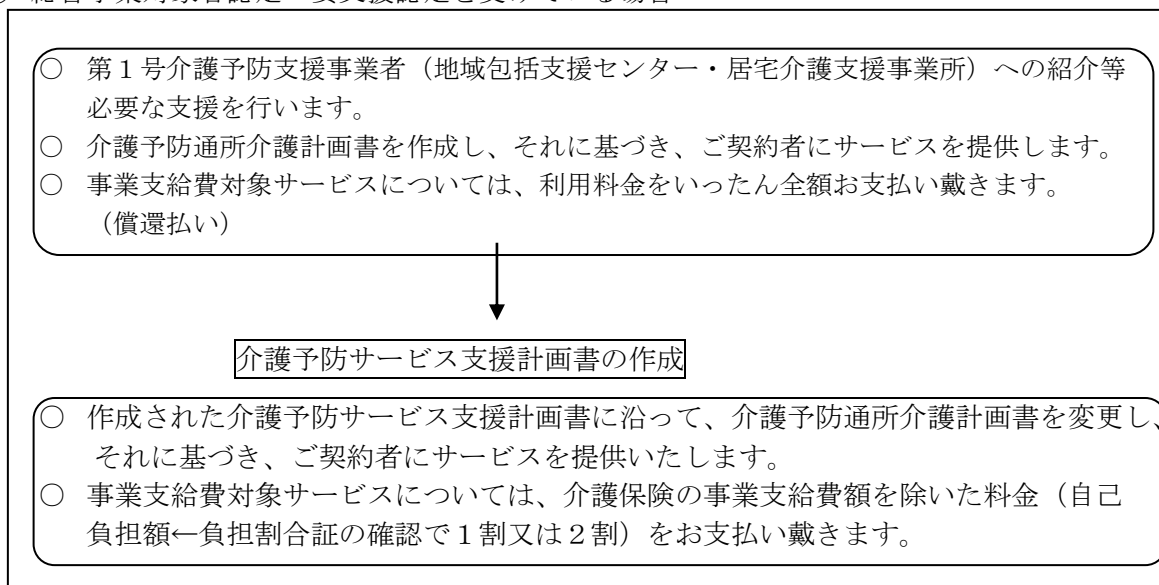 ○ 第１号介護予防支援事業者（地域包括支援センター・居宅介護支援事業所）への紹介等
必要な支援を行います。
○ 介護予防通所介護計画書を作成し、それに基づき、ご契約者にサービスを提供します。
○ 事業支給費対象サービスについては、利用料金をいったん全額お支払い戴きます。
（償還払い）
介護予防サービス支援計画書の作成
○ 作成された介護予防サービス支援計画書に沿って、介護予防通所介護計画書を変更し、
それに基づき、ご契約者にサービスを提供いたします。
○ 事業支給費対象サービスについては、介護保険の事業支給費額を除いた料金（自己
負担額←負担割合証の確認で１割又は２割）をお支払い戴きます。